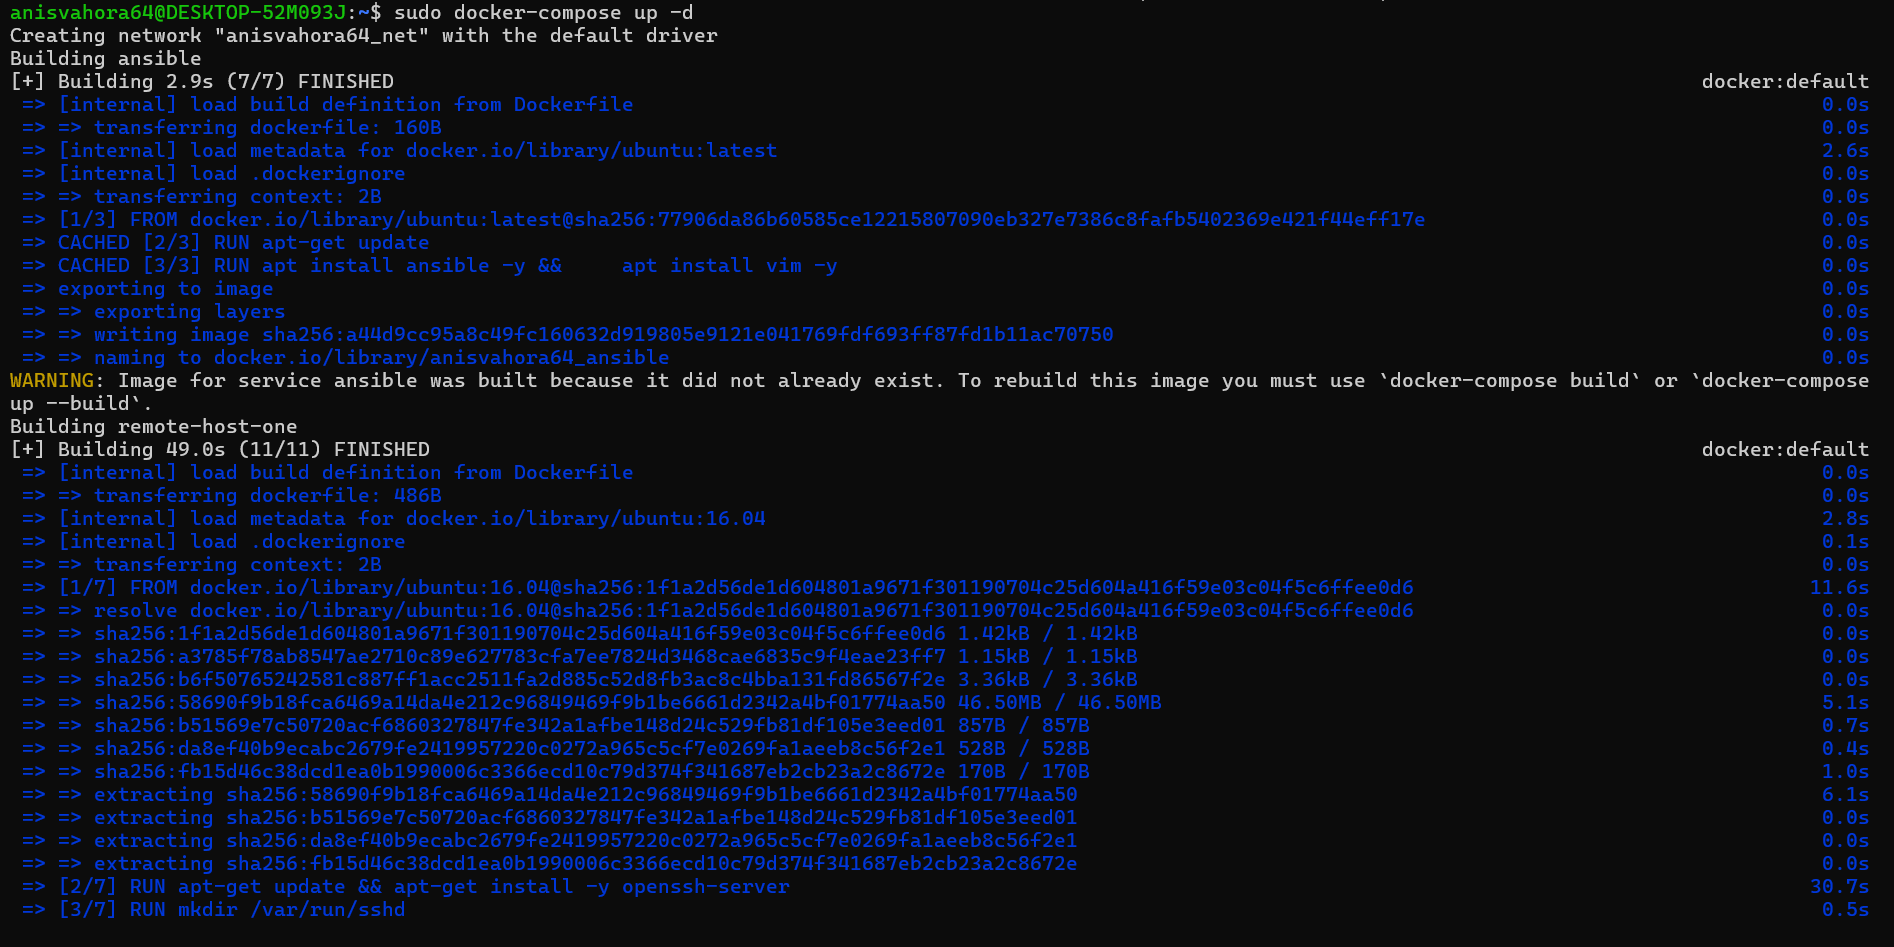 anisvahora64@DESKTOP-52M093J:~$ sudo docker-compose up -d
Creating network "anisvahora64_net" with the default driver
Building ansible
[+] Building 2.9s (7/7) FINISHED docker:default
=> [internal] load build definition from Dockerfile 0.0s
=> => transferring dockerfile: 160B 0.0s
=> [internal] load metadata for docker.io/library/ubuntu:latest 2.6s
=> [internal] load .dockerignore 0.0s
=> => transferring context: 2B 0.0s
=> [1/3] FROM docker.io/library/ubuntu:latest@sha256:77906da86b60585ce12215807090eb327e7386c8fafb5402369e421f44eff17e 0.0s
=> CACHED [2/3] RUN apt-get update 0.0s
=> CACHED [3/3] RUN apt install ansible -y &&     apt install vim -y 0.0s
=> exporting to image 0.0s
=> => exporting layers 0.0s
=> => writing image sha256:a44d9cc95a8c49fc160632d919805e9121e041769fdf693ff87fd1b11ac70750 0.0s
=> => naming to docker.io/library/anisvahora64_ansible 0.0s
WARNING: Image for service ansible was built because it did not already exist. To rebuild this image you must use `docker-compose build` or `docker-compose
up --build`.
Building remote-host-one
[+] Building 49.0s (11/11) FINISHED docker:default
=> [internal] load build definition from Dockerfile 0.0s
=> => transferring dockerfile: 486B 0.0s
=> [internal] load metadata for docker.io/library/ubuntu:16.04 2.8s
=> [internal] load .dockerignore 0.1s
=> => transferring context: 2B 0.0s
=> [1/7] FROM docker.io/library/ubuntu:16.04@sha256:1f1a2d56de1d604801a9671f301190704c25d604a416f59e03c04f5c6ffee0d6 11.6s
=> => resolve docker.io/library/ubuntu:16.04@sha256:1f1a2d56de1d604801a9671f301190704c25d604a416f59e03c04f5c6ffee0d6 0.0s
=> => sha256:1f1a2d56de1d604801a9671f301190704c25d604a416f59e03c04f5c6ffee0d6 1.42kB / 1.42kB 0.0s
=> => sha256:a3785f78ab8547ae2710c89e627783cfa7ee7824d3468cae6835c9f4eae23ff7 1.15kB / 1.15kB 0.0s
=> => sha256:b6f50765242581c887ff1acc2511fa2d885c52d8fb3ac8c4bba131fd86567f2e 3.36kB / 3.36kB 0.0s
=> => sha256:58690f9b18fca6469a14da4e212c96849469f9b1be6661d2342a4bf01774aa50 46.50MB / 46.50MB 5.1s
=> => sha256:b51569e7c50720acf6860327847fe342a1afbe148d24c529fb81df105e3eed01 857B / 857B 0.7s
=> => sha256:da8ef40b9ecabc2679fe2419957220c0272a965c5cf7e0269fa1aeeb8c56f2e1 528B / 528B 0.4s
=> => sha256:fb15d46c38dcd1ea0b1990006c3366ecd10c79d374f341687eb2cb23a2c8672e 170B / 170B 1.0s
=> => extracting sha256:58690f9b18fca6469a14da4e212c96849469f9b1be6661d2342a4bf01774aa50 6.1s
=> => extracting sha256:b51569e7c50720acf6860327847fe342a1afbe148d24c529fb81df105e3eed01 0.0s
=> => extracting sha256:da8ef40b9ecabc2679fe2419957220c0272a965c5cf7e0269fa1aeeb8c56f2e1 0.0s
=> => extracting sha256:fb15d46c38dcd1ea0b1990006c3366ecd10c79d374f341687eb2cb23a2c8672e 0.0s
=> [2/7] RUN apt-get update && apt-get install -y openssh-server 30.7s
=> [3/7] RUN mkdir /var/run/sshd 0.5s